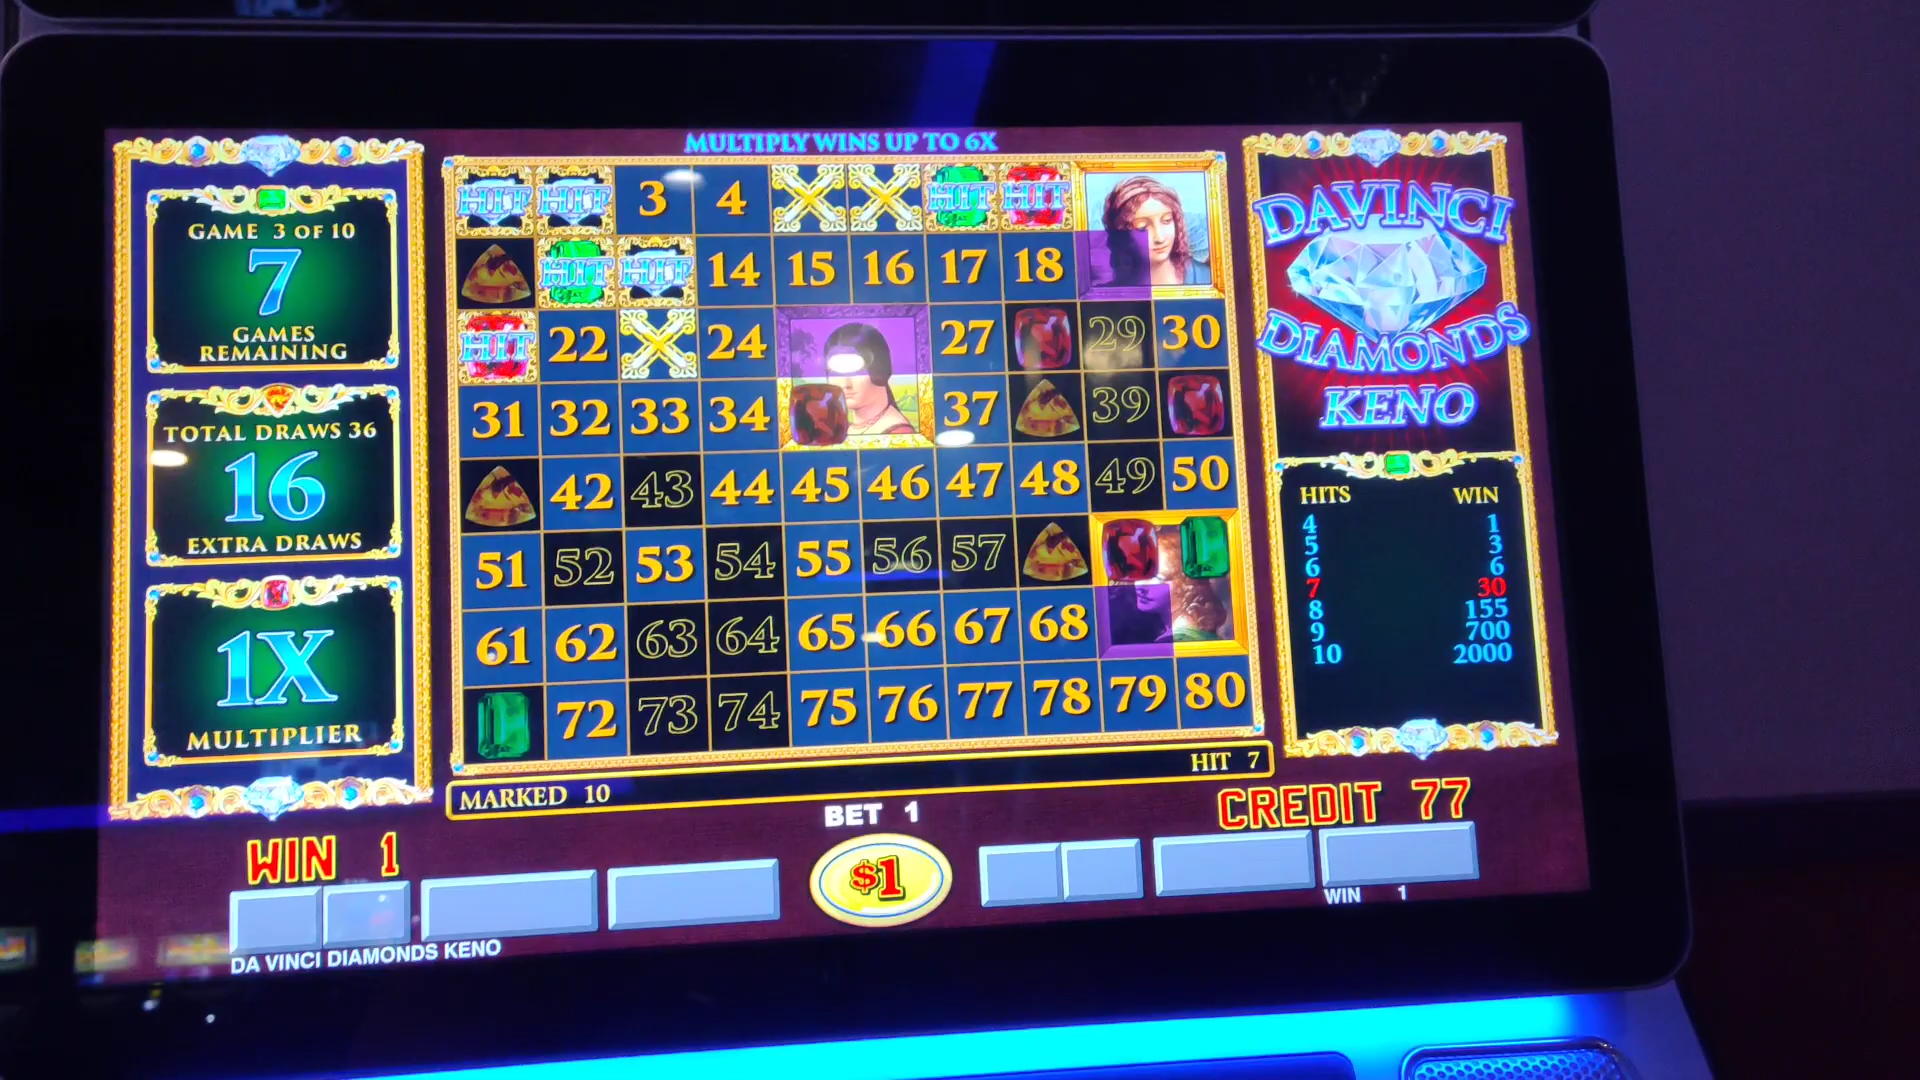 MULTIPLY WINS UP TO 6X
GAME 3 OF 10
7
GAMES
REMAINING
TOTAL DRAWS 36
16
EXTRA DRAWS
1X
MULTIPLIER
HIT HIT 3 4 HIT HIT
HIT HIT 14 15 16 17 18
HIT 22 24 27 29 30
31 32 33 34 37 39
42 43 44 45 46 47 48 49 50
51 52 53 54 55 56 57
61 62 63 64 65 66 67 68
72 73 74 75 76 77 78 79 80
DAVINCI
DIAMONDS
KENO
HITS WIN
4 1
5 3
6 6
7 30
8 155
9 700
10 2000
HIT 7
MARKED 10
BET 1
CREDIT 77
WIN 1
$1
WIN 1
DA VINCI DIAMONDS KENO